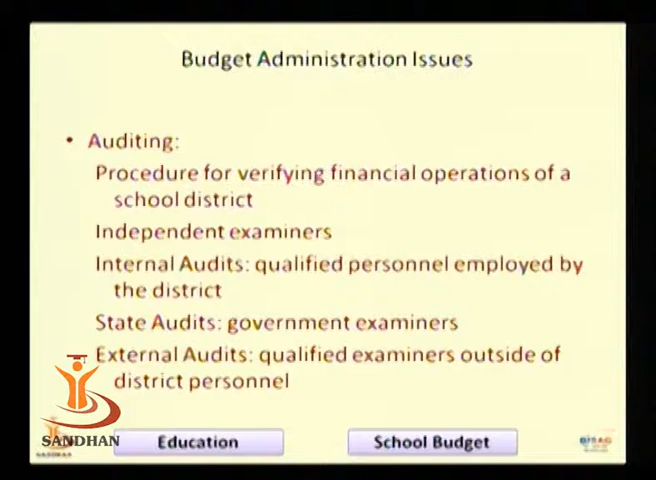 Budget Administration Issues
• Auditing:
Procedure for verifying financial operations of a
school district
Independent examiners
Internal Audits: qualified personnel employed by
the district
State Audits: government examiners
External Audits: qualified examiners outside of
district personnel
SANDHAN
Education
School Budget
BISAG
SANDHAN